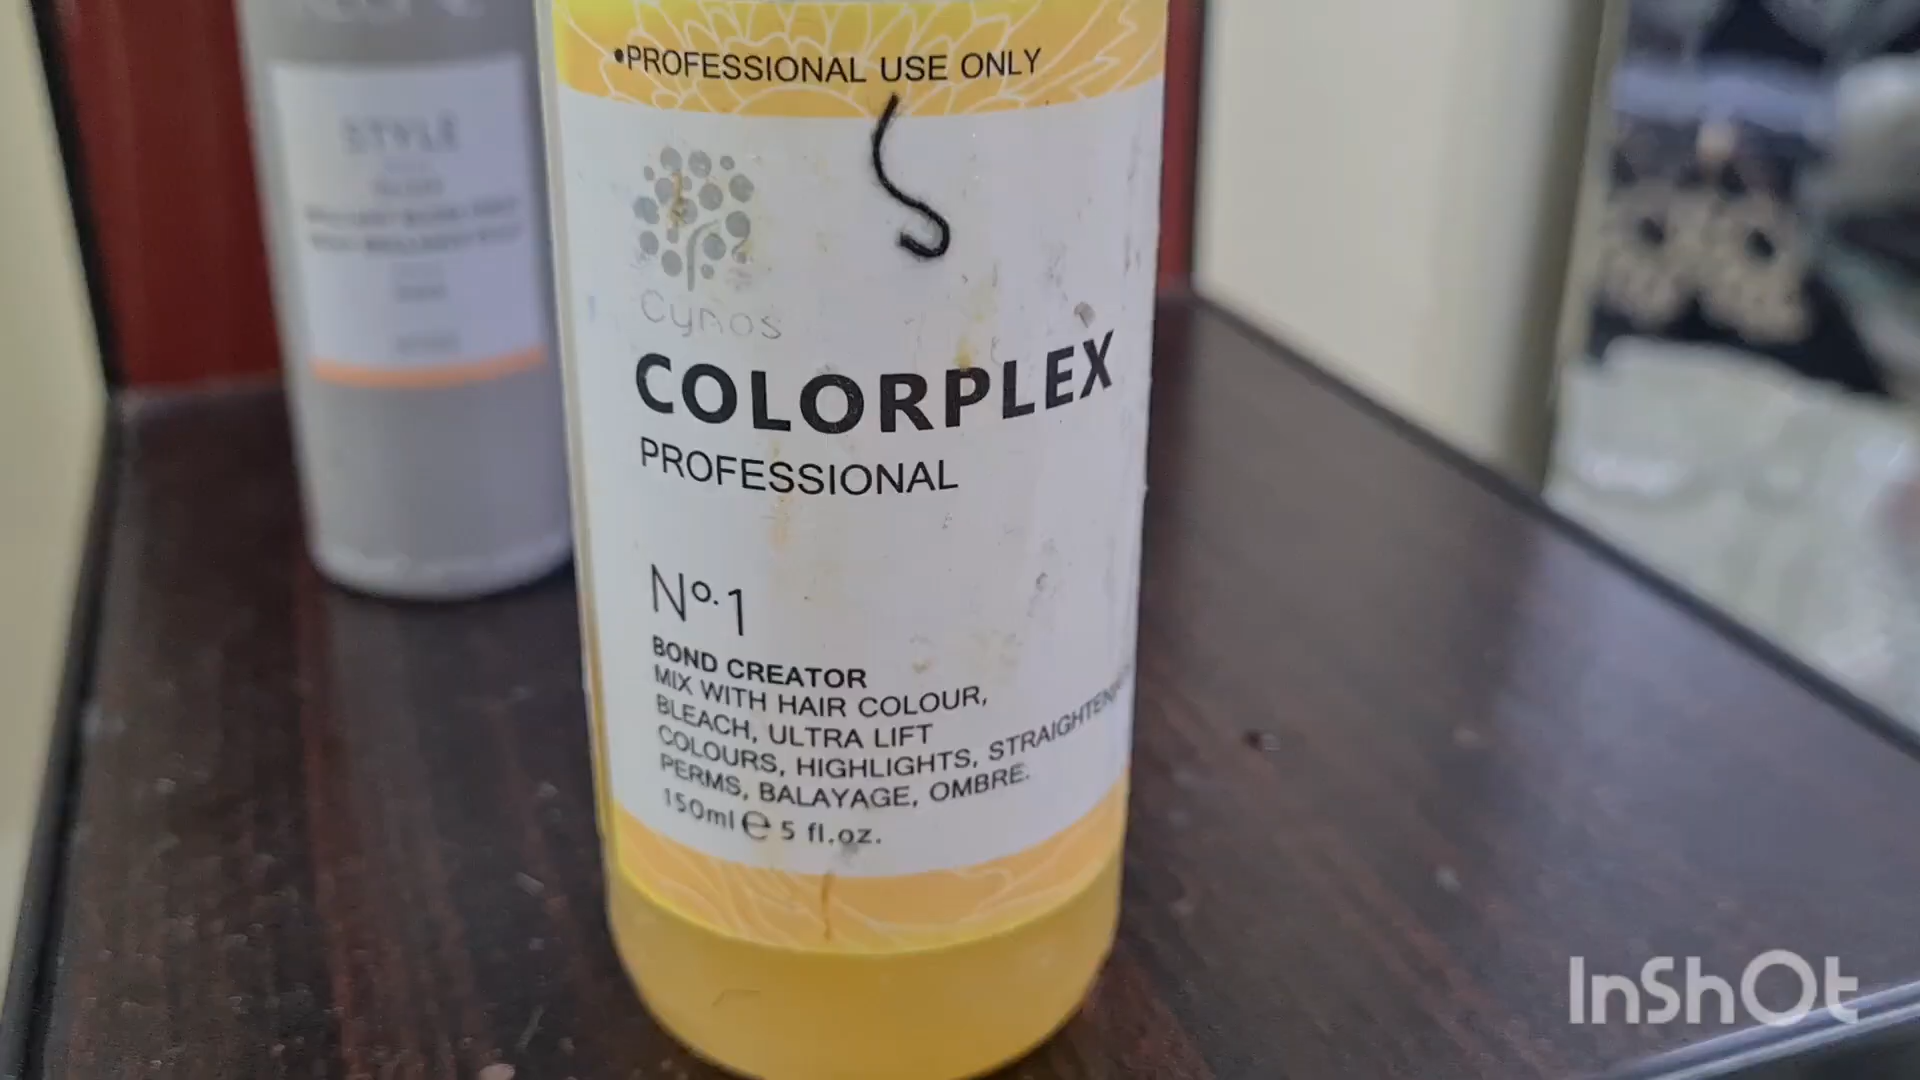 STYLE
•PROFESSIONAL USE ONLY
Cynos
COLORPLEX
PROFESSIONAL
Nº.1
BOND CREATOR
MIX WITH HAIR COLOUR,
BLEACH, ULTRA LIFT
COLOURS, HIGHLIGHTS,
PERMS, BALAYAGE, OMBRE.
150ml e 5 fl.oz.
InShOt